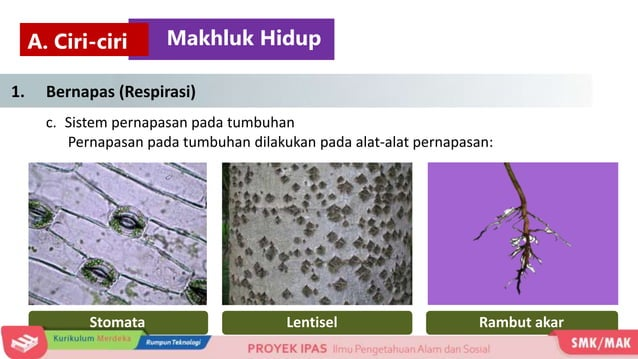 A. Ciri-ciri Makhluk Hidup
1. Bernapas (Respirasi)
c. Sistem pernapasan pada tumbuhan
Pernapasan pada tumbuhan dilakukan pada alat-alat pernapasan:
Stomata Lentisel Rambut akar
Kurikulum Merdeka Rumpun Teknologi PROYEK IPAS Ilmu Pengetahuan Alam dan Sosial SMK/MAK